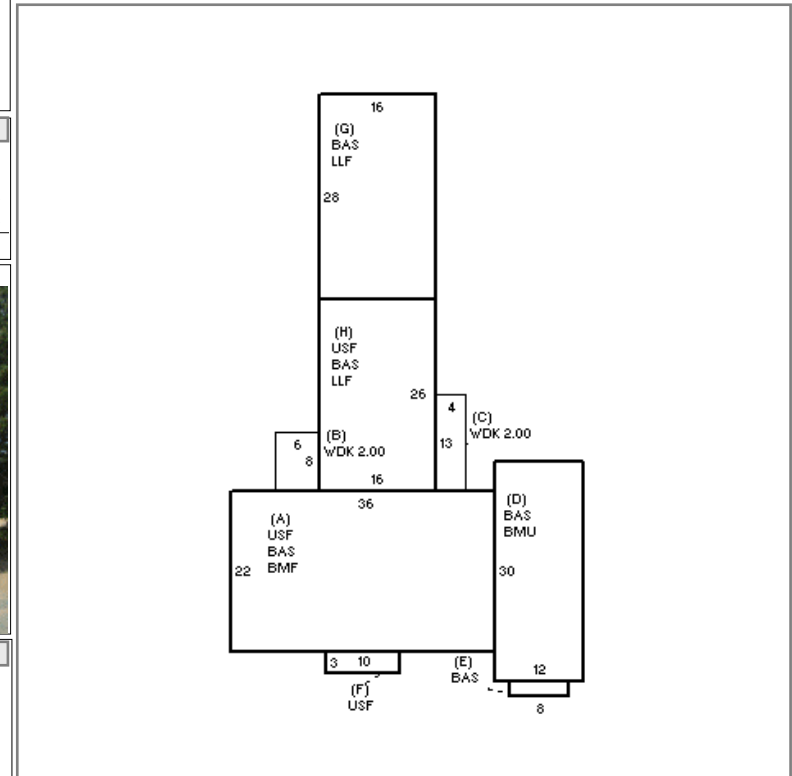 16
(G)
BAS
LLF
28
(H)
USF
BAS
LLF
26
4
(C)
WDK 2.00
13
(B)
WDK 2.00
6
8
16
36
(A)
USF
BAS
BMF
22
(D)
BAS
BMU
30
12
3 10
(E)
BAS
(F)
USF
8